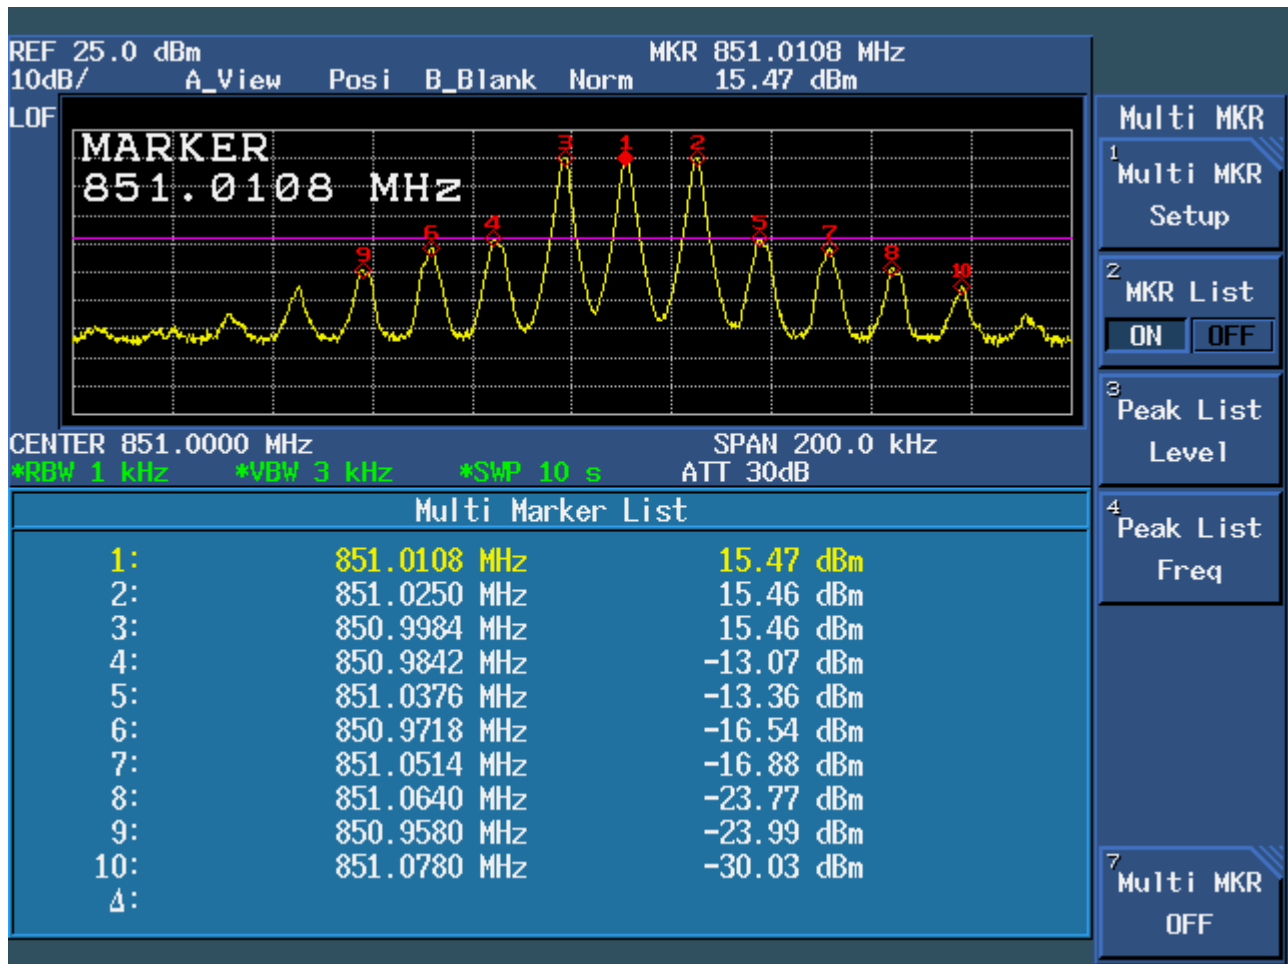 REF 25.0 dBm MKR 851.0108 MHz
10dB/ A_View Posi B_Blank Norm 15.47 dBm
LOF
MARKER
851.0108 MHz
3 1 2
6 4 5 7
9 8 10
CENTER 851.0000 MHz SPAN 200.0 kHz
*RBW 1 kHz *VBW 3 kHz *SWP 10 s ATT 30dB
Multi Marker List
1: 851.0108 MHz 15.47 dBm
2: 851.0250 MHz 15.46 dBm
3: 850.9984 MHz 15.46 dBm
4: 850.9842 MHz -13.07 dBm
5: 851.0376 MHz -13.36 dBm
6: 850.9718 MHz -16.54 dBm
7: 851.0514 MHz -16.88 dBm
8: 851.0640 MHz -23.77 dBm
9: 850.9580 MHz -23.99 dBm
10: 851.0780 MHz -30.03 dBm
Δ:
Multi MKR
1
Multi MKR
Setup
2
MKR List
ON OFF
3
Peak List
Level
4
Peak List
Freq
7
Multi MKR
OFF